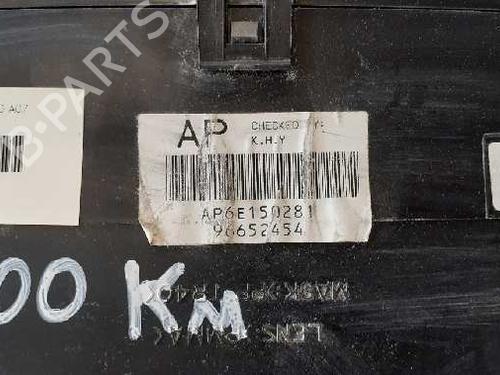 B-PARTS
AP
CHECKED BY:
K.H.Y
AP6E150281
96652454
00 Km